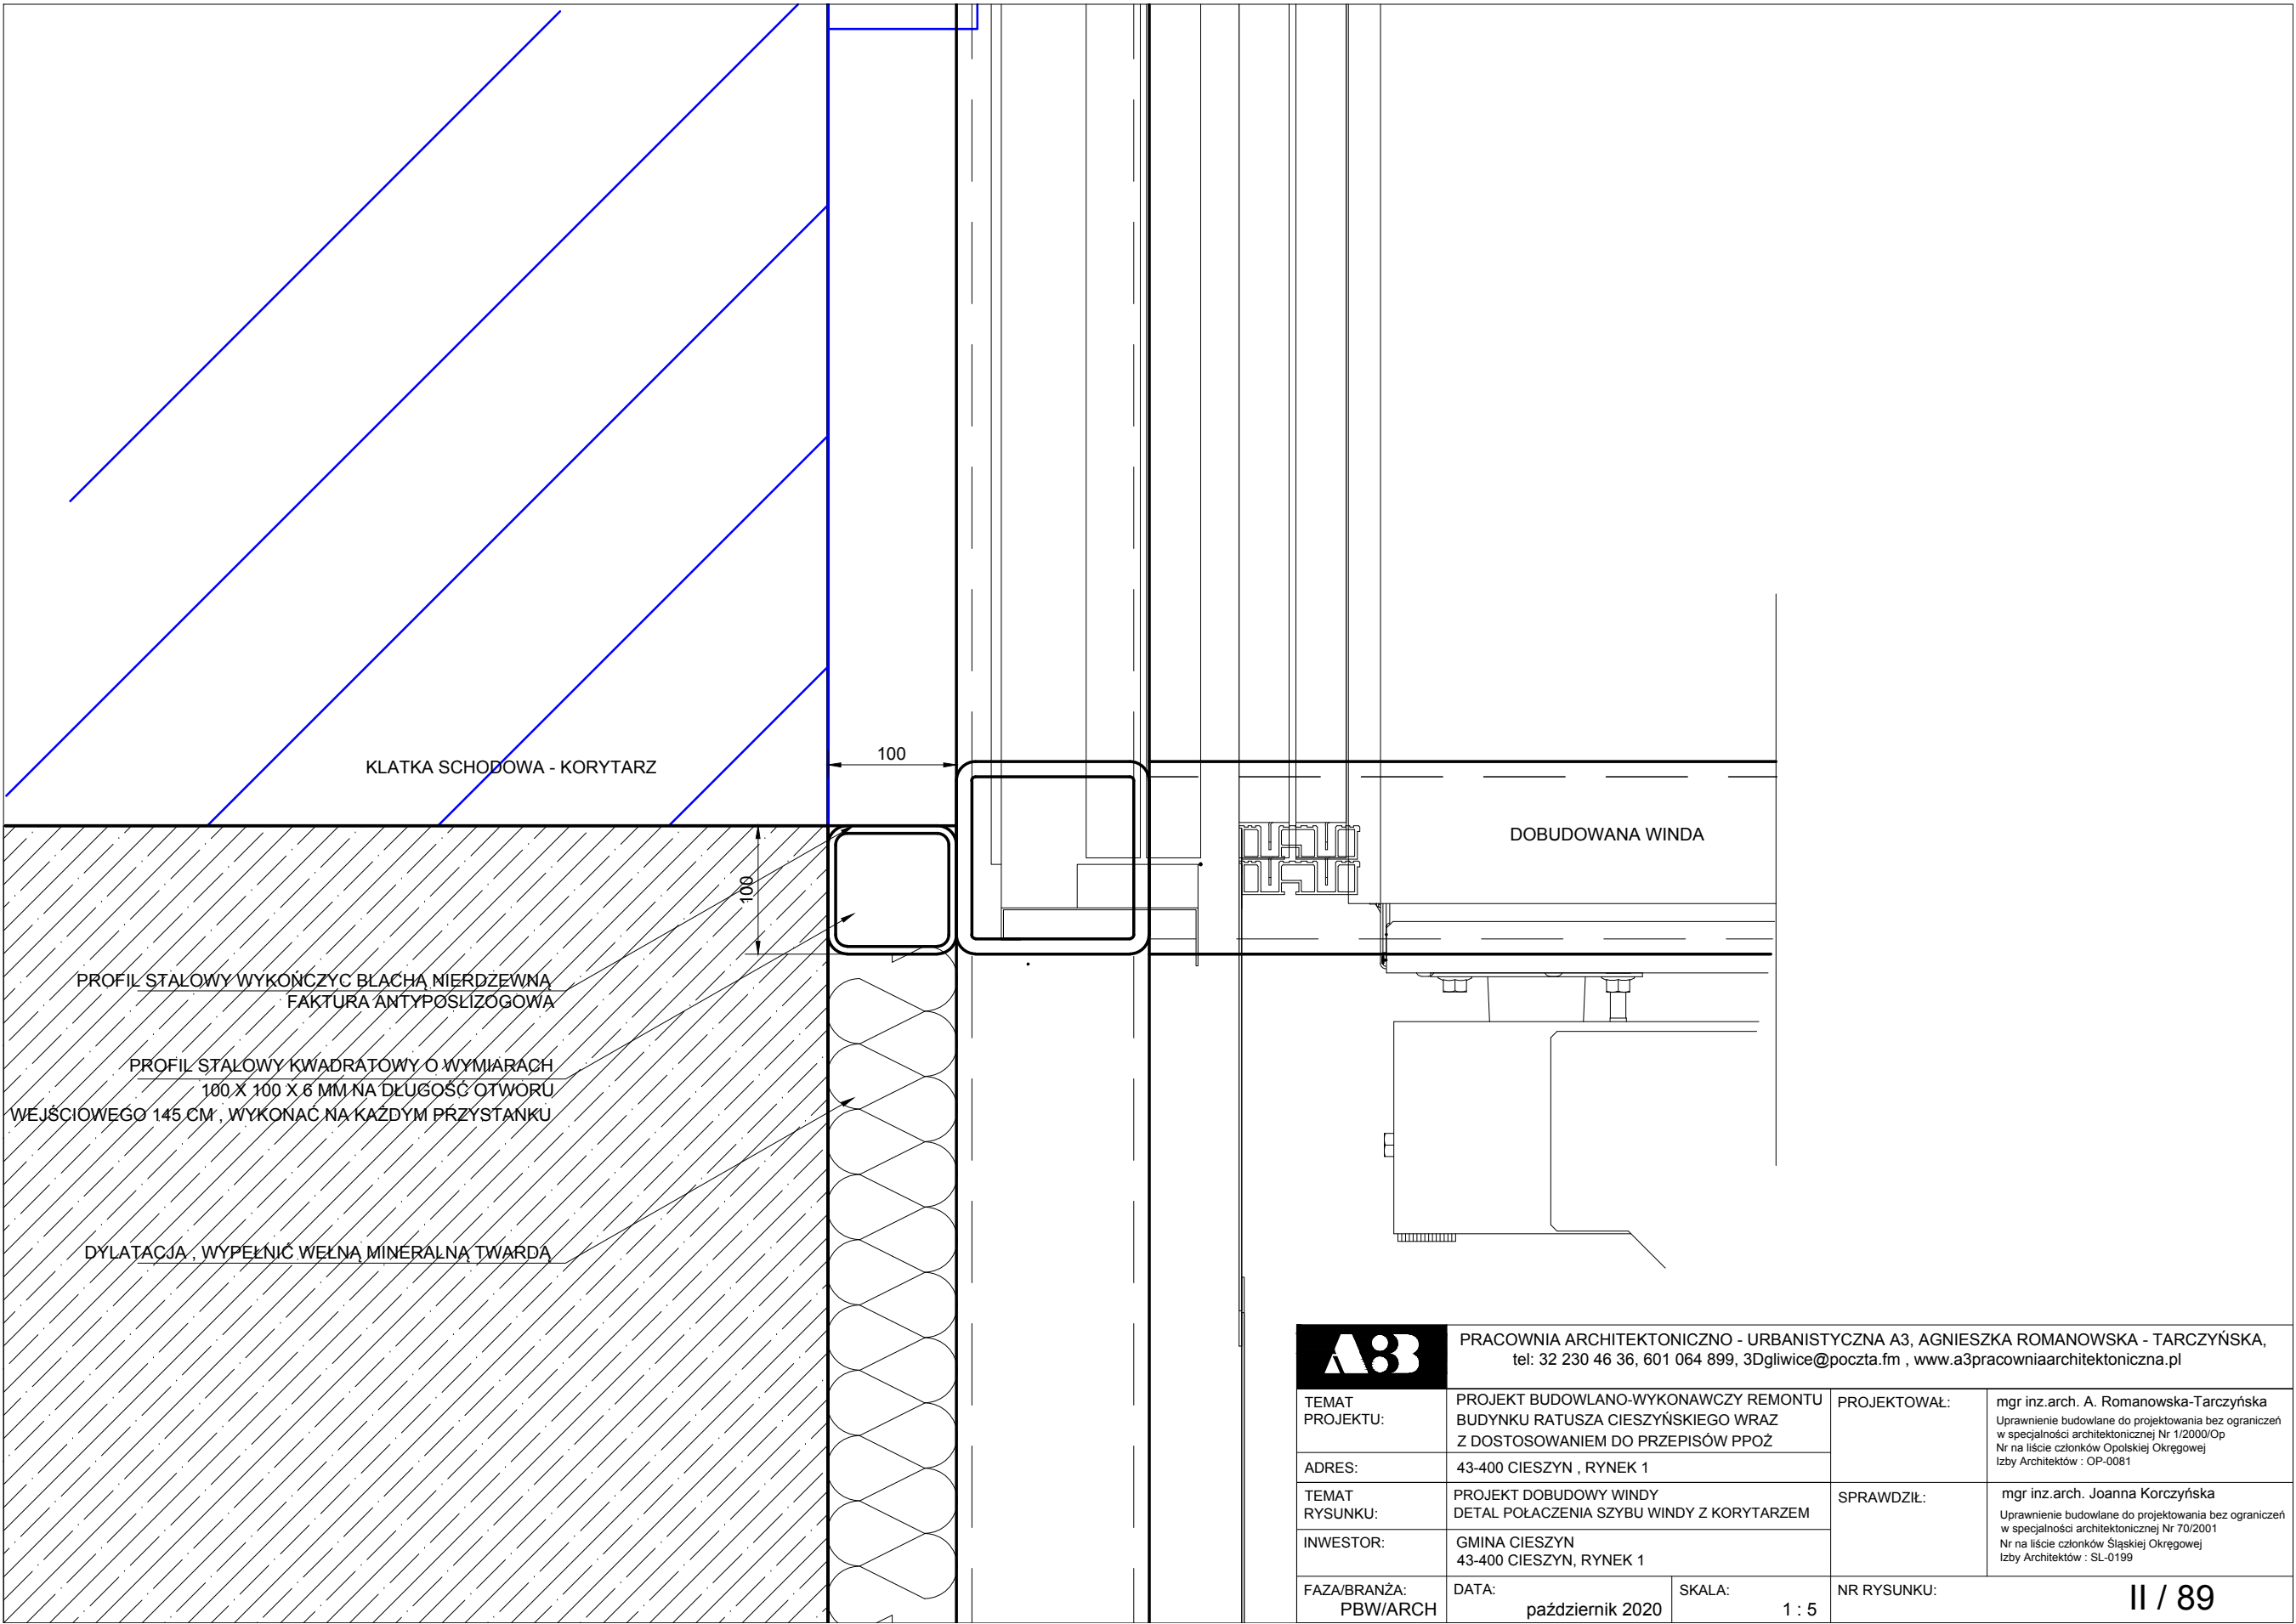 KLATKA SCHODOWA - KORYTARZ
100
100
DOBUDOWANA WINDA
PROFIL STALOWY WYKOŃCZYC BLACHĄ NIERDZEWNĄ
FAKTURA ANTYPOSLIZOGOWA
PROFIL STALOWY KWADRATOWY O WYMIARACH
100 X 100 X 6 MM NA DŁUGOŚĆ OTWORU
WEJŚCIOWEGO 145 CM , WYKONAĆ NA KAŻDYM PRZYSTANKU
DYLATACJA , WYPEŁNIĆ WEŁNĄ MINERALNĄ TWARDĄ
A3
PRACOWNIA ARCHITEKTONICZNO - URBANISTYCZNA A3, AGNIESZKA ROMANOWSKA - TARCZYŃSKA,
tel: 32 230 46 36, 601 064 899, 3Dgliwice@poczta.fm , www.a3pracowniaarchitektoniczna.pl
TEMAT
PROJEKTU:
PROJEKT BUDOWLANO-WYKONAWCZY REMONTU
BUDYNKU RATUSZA CIESZYŃSKIEGO WRAZ
Z DOSTOSOWANIEM DO PRZEPISÓW PPOŻ
PROJEKTOWAŁ:
mgr inz.arch. A. Romanowska-Tarczyńska
Uprawnienie budowlane do projektowania bez ograniczeń
w specjalności architektonicznej Nr 1/2000/Op
Nr na liście członków Opolskiej Okręgowej
Izby Architektów : OP-0081
ADRES:
43-400 CIESZYN , RYNEK 1
TEMAT
RYSUNKU:
PROJEKT DOBUDOWY WINDY
DETAL POŁACZENIA SZYBU WINDY Z KORYTARZEM
SPRAWDZIŁ:
mgr inz.arch. Joanna Korczyńska
Uprawnienie budowlane do projektowania bez ograniczeń
w specjalności architektonicznej Nr 70/2001
Nr na liście członków Śląskiej Okręgowej
Izby Architektów : SL-0199
INWESTOR:
GMINA CIESZYN
43-400 CIESZYN, RYNEK 1
FAZA/BRANŻA:
PBW/ARCH
DATA:
październik 2020
SKALA:
1 : 5
NR RYSUNKU:
II / 89